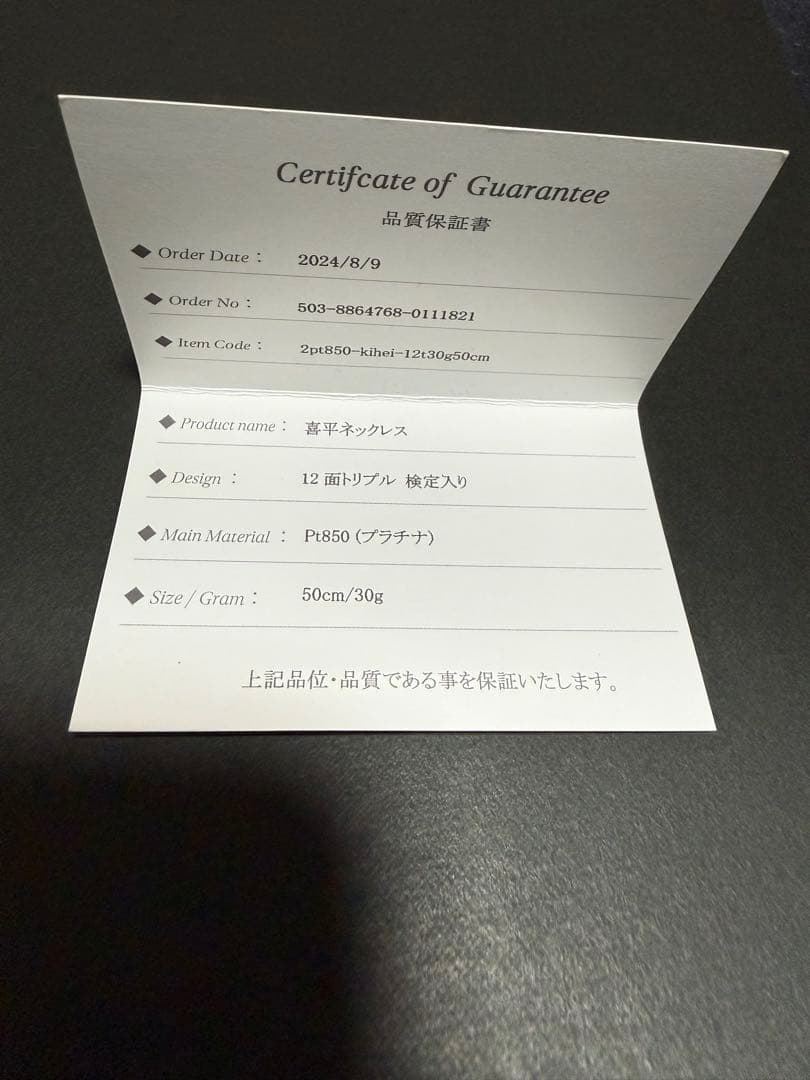 Certifcate of Guarantee
品質保証書
◆ Order Date： 2024/8/9
◆ Order No： 503-8864768-0111821
◆ Item Code： 2pt850-kihei-12t30g50cm
◆ Product name： 喜平ネックレス
◆ Design： 12面トリプル 検定入り
◆ Main Material： Pt850（プラチナ）
◆ Size / Gram： 50cm/30g
上記品位・品質である事を保証いたします。